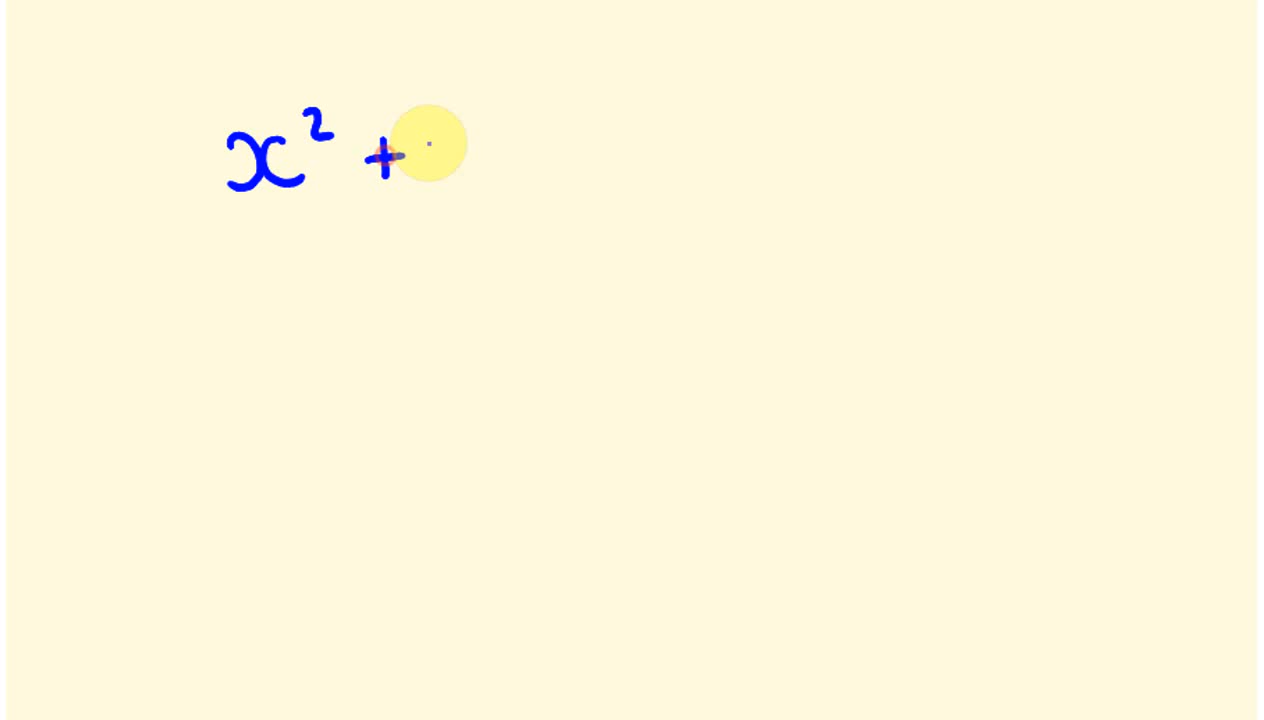 x² +